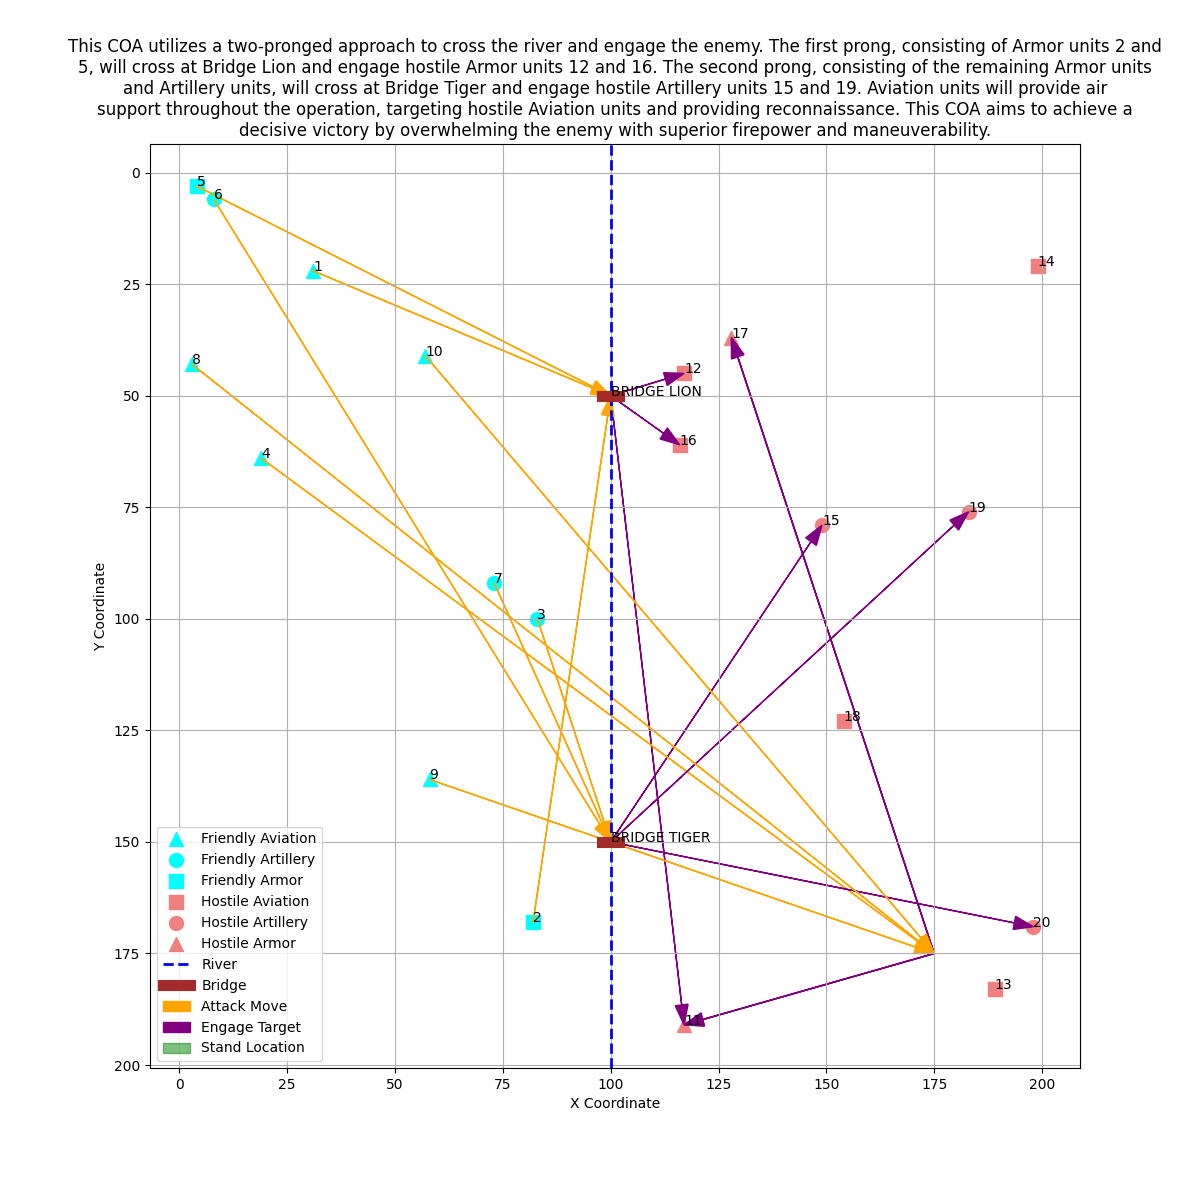 This COA utilizes a two-pronged approach to cross the river and engage the enemy. The first prong, consisting of Armor units 2 and
5, will cross at Bridge Lion and engage hostile Armor units 12 and 16. The second prong, consisting of the remaining Armor units
and Artillery units, will cross at Bridge Tiger and engage hostile Artillery units 15 and 19. Aviation units will provide air
support throughout the operation, targeting hostile Aviation units and providing reconnaissance. This COA aims to achieve a
decisive victory by overwhelming the enemy with superior firepower and maneuverability.
0
25
50
75
100
125
150
175
200
Y Coordinate
5
6
1
14
17
10
8
12
BRIDGE LION
16
4
19
15
7
3
18
9
BRIDGE TIGER
2
20
13
11
Friendly Aviation
Friendly Artillery
Friendly Armor
Hostile Aviation
Hostile Artillery
Hostile Armor
River
Bridge
Attack Move
Engage Target
Stand Location
0
25
50
75
100
125
150
175
200
X Coordinate